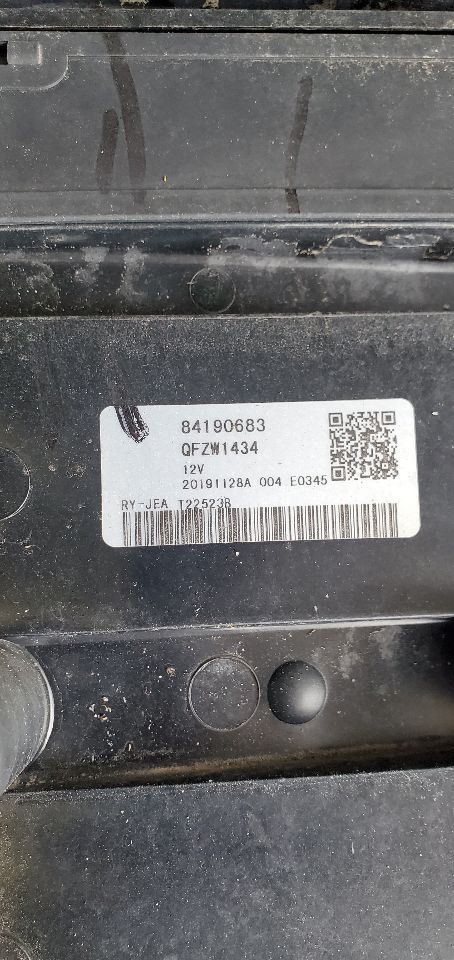 84190683
QFZW1434
12V
20191128A 004 E0345
RY-JEA T22523B